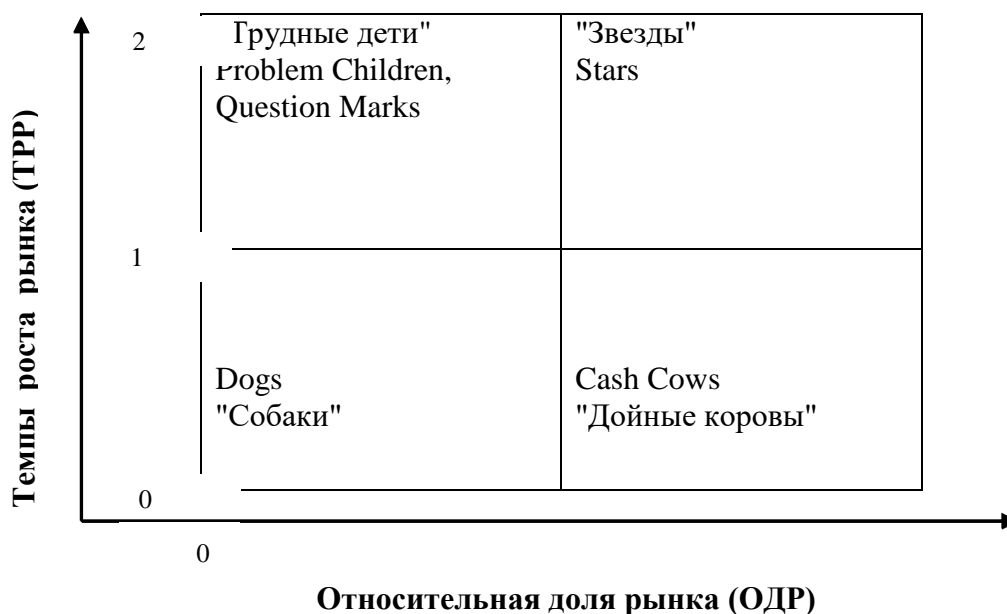 2
Грудные дети"
Problem Children,
Question Marks
"Звезды"
Stars
1
Dogs
"Собаки"
Cash Cows
"Дойные коровы"
0
0
Темпы роста рынка (ТРР)
Относительная доля рынка (ОДР)